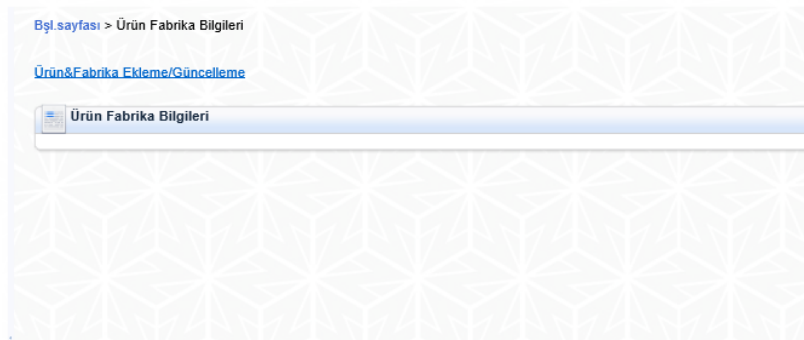 Bşl.sayfası > Ürün Fabrika Bilgileri
Ürün&Fabrika Ekleme/Güncelleme
Ürün Fabrika Bilgileri